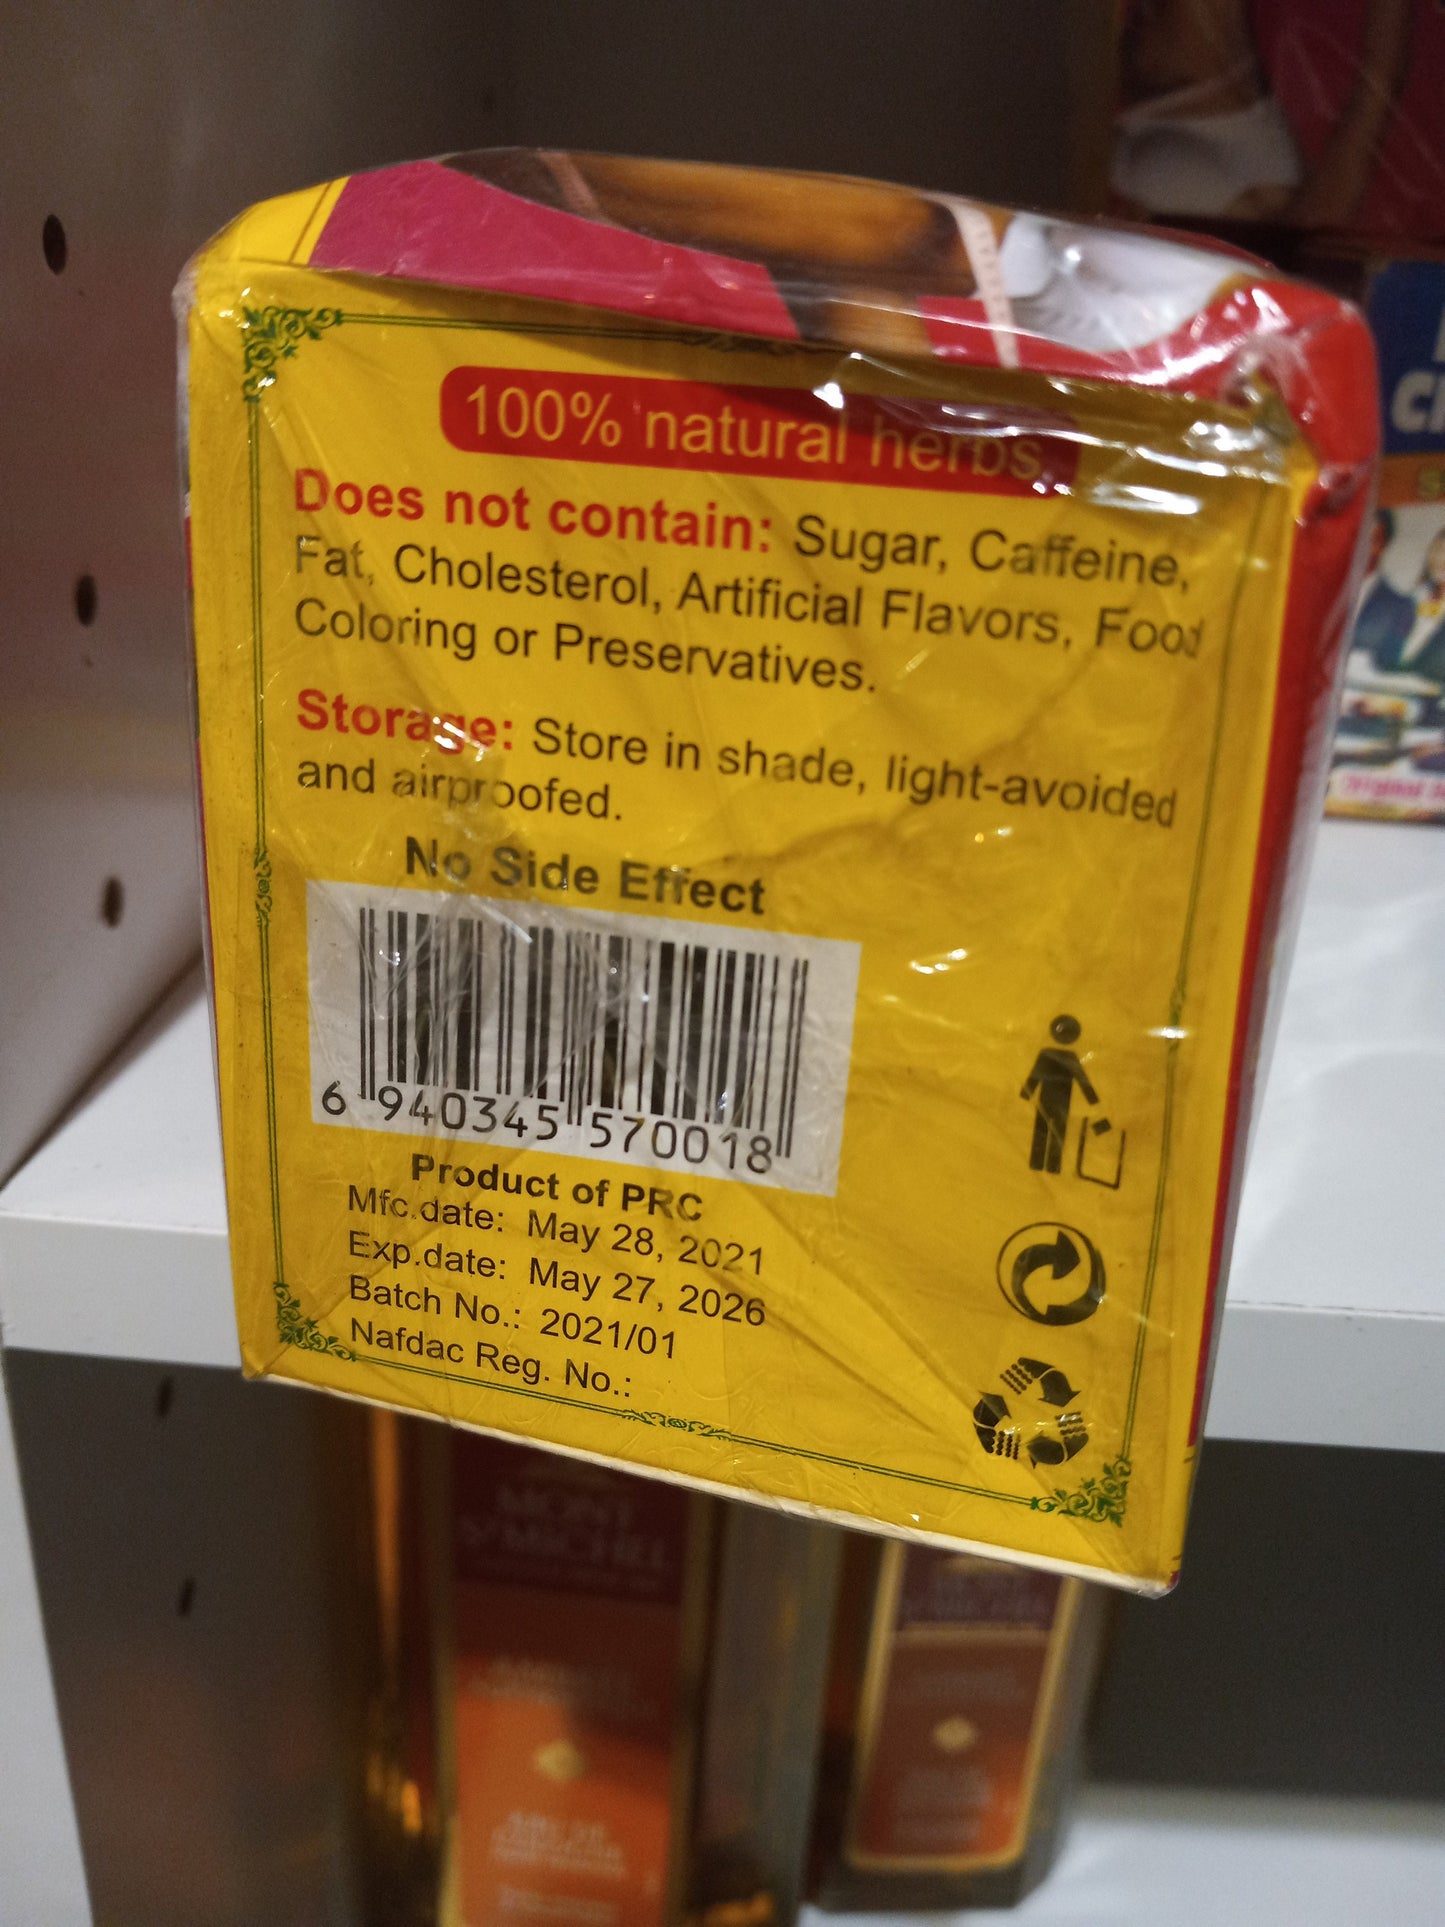 100% natural herbs
Does not contain: Sugar, Caffeine,
Fat, Cholesterol, Artificial Flavors, Food
Coloring or Preservatives.
Storage: Store in shade, light-avoided
and airproofed.
No Side Effect
6 940345 570018
Product of PRC
Mfc.date: May 28, 2021
Exp.date: May 27, 2026
Batch No.: 2021/01
Nafdac Reg. No.:
MONT